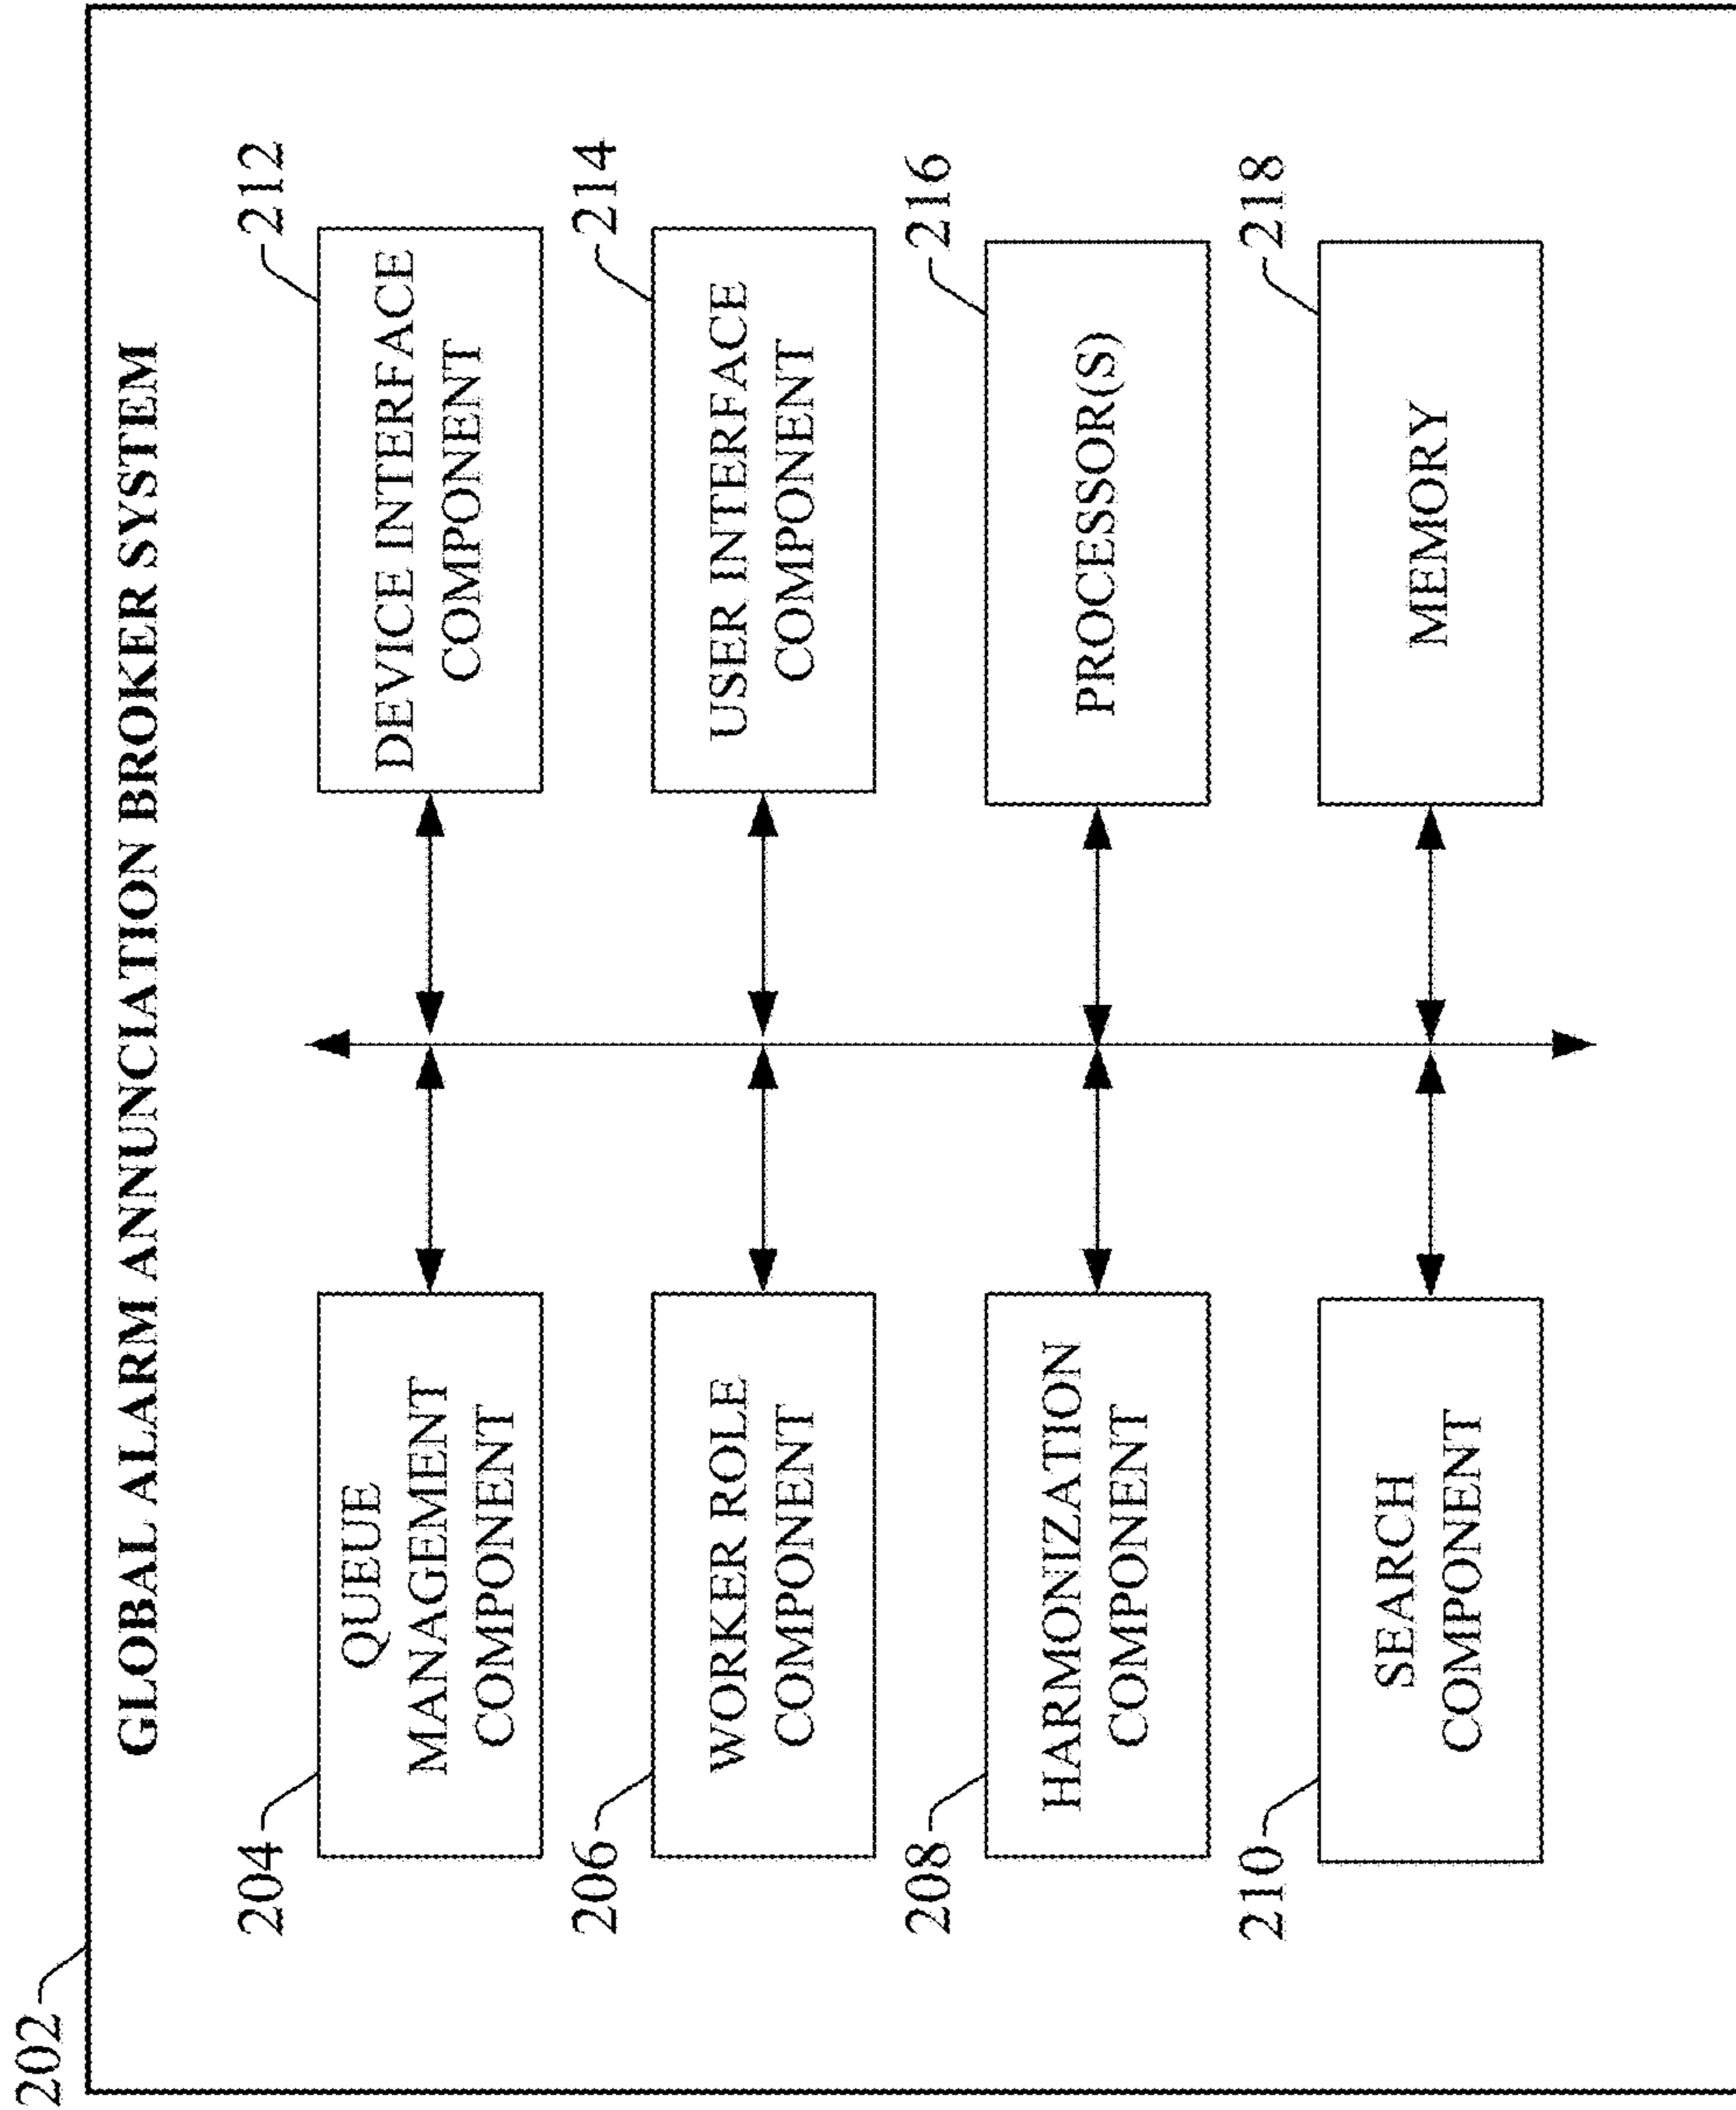 202
GLOBAL ALARM ANNUNCIATION BROKER SYSTEM
204
QUEUE
MANAGEMENT
COMPONENT
212
DEVICE INTERFACE
COMPONENT
206
WORKER ROLE
COMPONENT
214
USER INTERFACE
COMPONENT
208
HARMONIZATION
COMPONENT
216
PROCESSOR(S)
210
SEARCH
COMPONENT
218
MEMORY